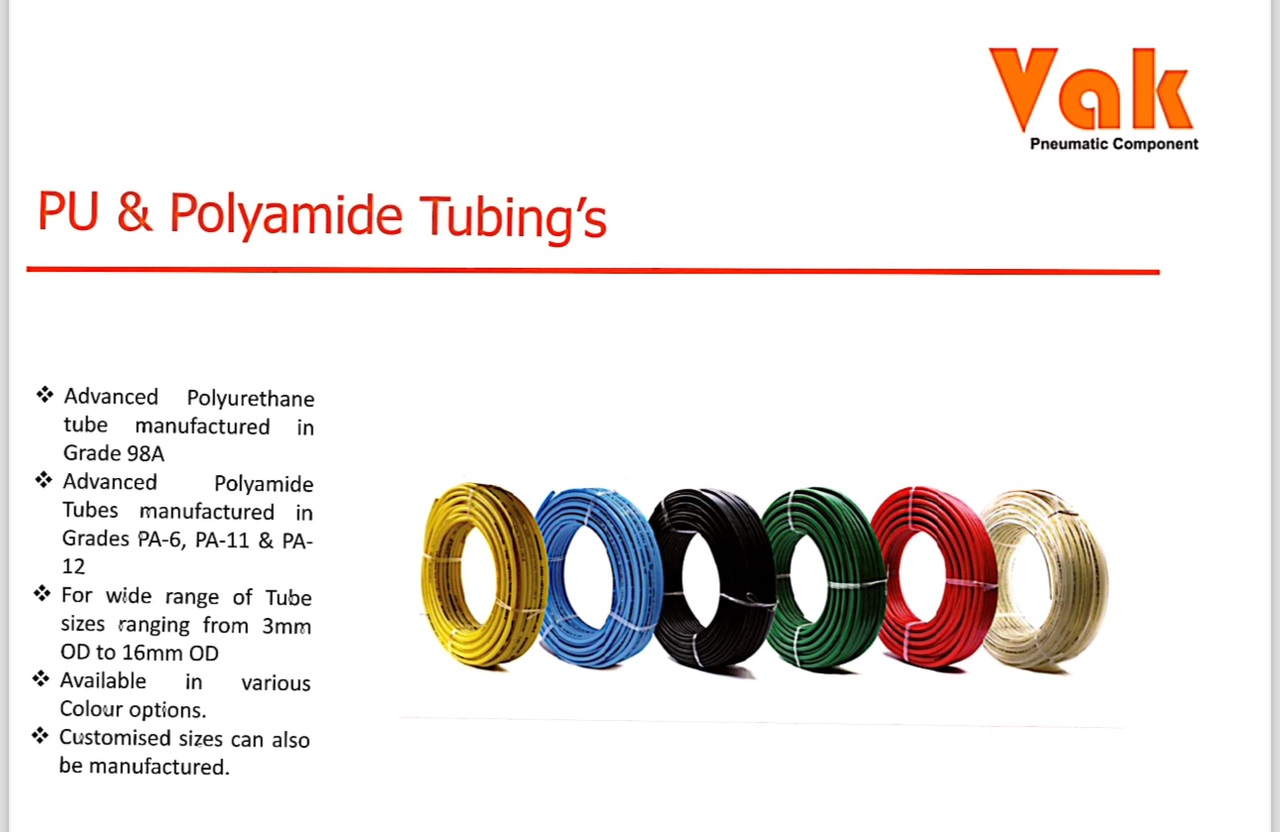 Vak
Pneumatic Component
PU & Polyamide Tubing's
❖ Advanced Polyurethane
tube manufactured in
Grade 98A
❖ Advanced Polyamide
Tubes manufactured in
Grades PA-6, PA-11 & PA-
12
❖ For wide range of Tube
sizes ranging from 3mm
OD to 16mm OD
❖ Available in various
Colour options.
❖ Customised sizes can also
be manufactured.